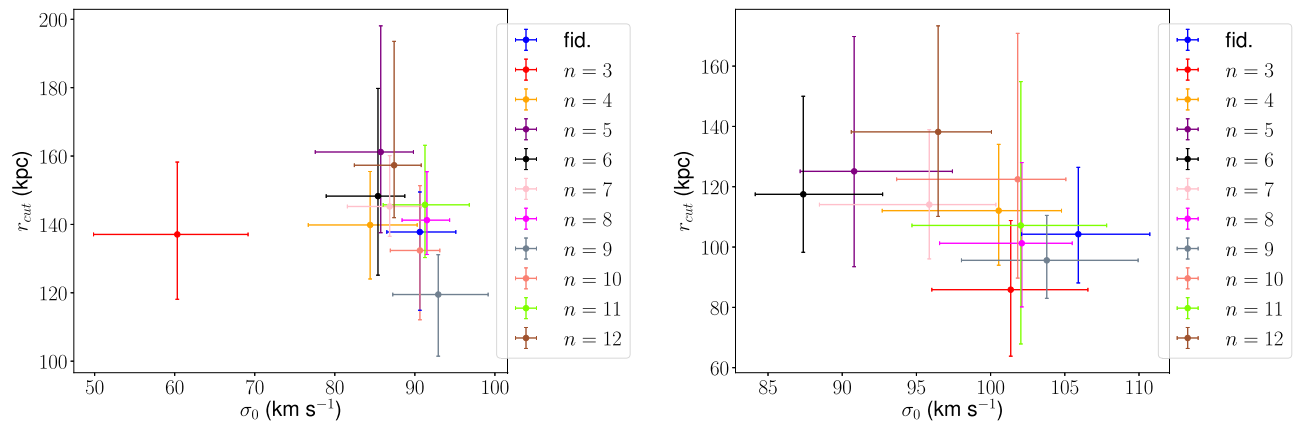 200
180
160
140
120
100
r_cut (kpc)
50 60 70 80 90 100
σ₀ (km s⁻¹)
fid.
n = 3
n = 4
n = 5
n = 6
n = 7
n = 8
n = 9
n = 10
n = 11
n = 12
160
140
120
100
80
60
r_cut (kpc)
85 90 95 100 105 110
σ₀ (km s⁻¹)
fid.
n = 3
n = 4
n = 5
n = 6
n = 7
n = 8
n = 9
n = 10
n = 11
n = 12